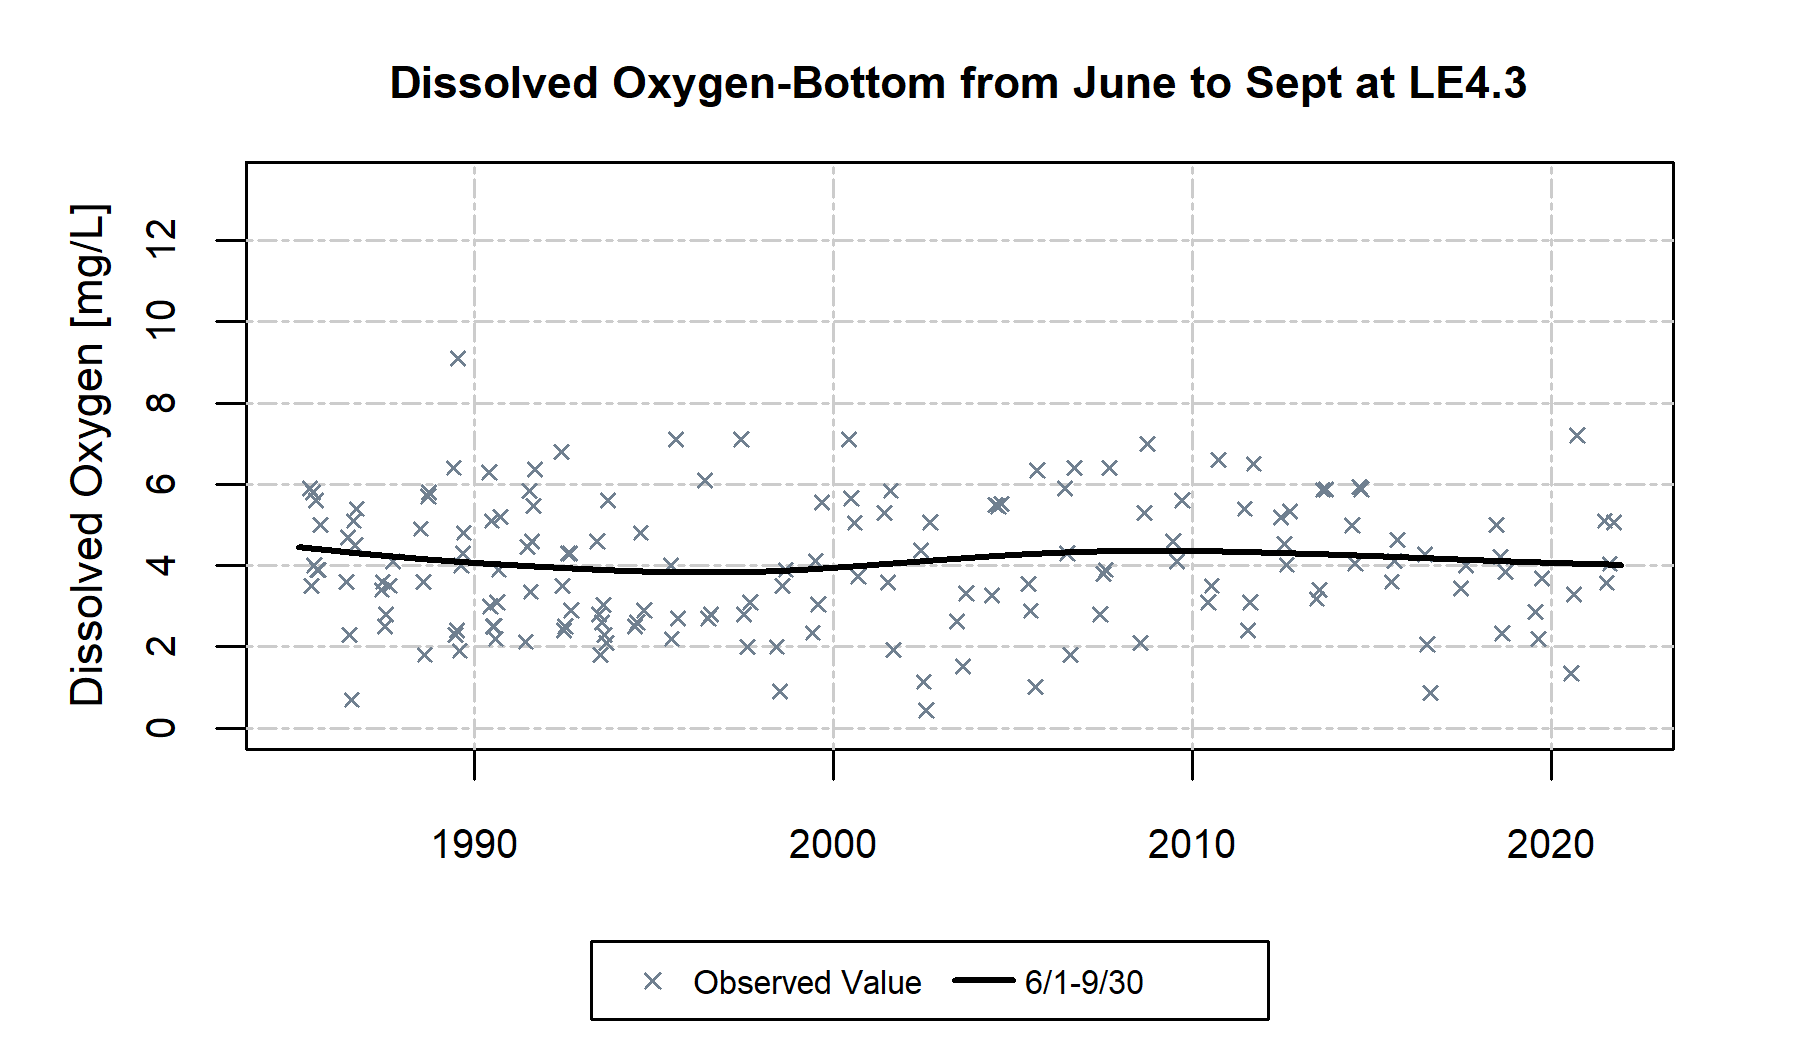 Dissolved Oxygen-Bottom from June to Sept at LE4.3
Dissolved Oxygen [mg/L]
12
10
8
6
4
2
0
1990 2000 2010 2020
Observed Value 6/1-9/30